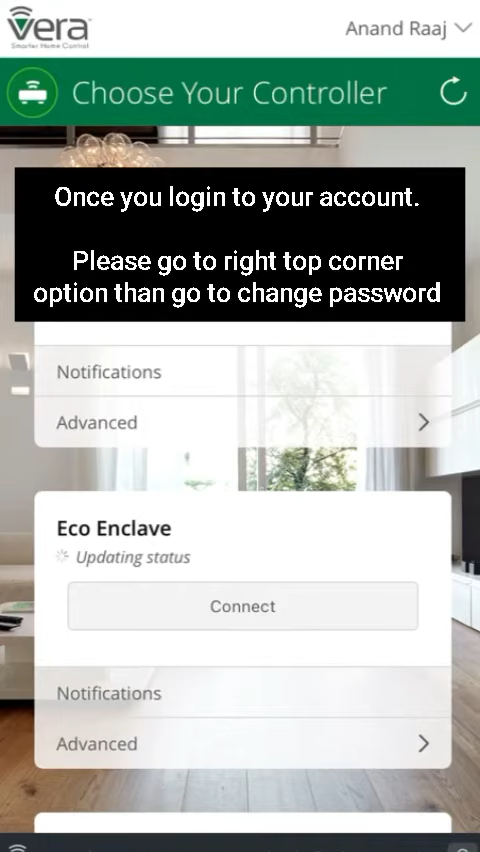 Vera
Smarter Home Control
Anand Raaj
Choose Your Controller
Once you login to your account.
Please go to right top corner
option than go to change password
Notifications
Advanced
Eco Enclave
Updating status
Connect
Notifications
Advanced